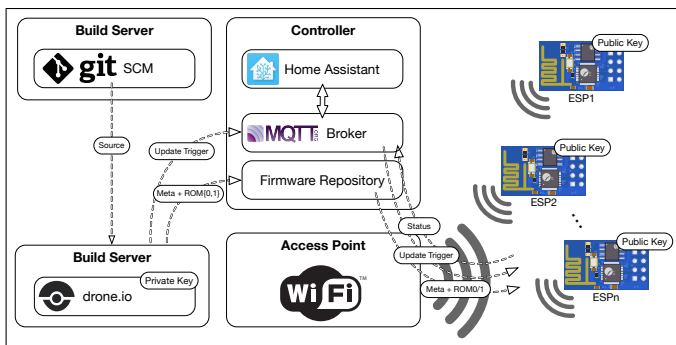 Build Server
git SCM
Source
Build Server
Private Key
drone.io
Update Trigger
Meta + ROM{0,1}
Controller
Home Assistant
MQTT.ORG Broker
Firmware Repository
Access Point
WiFi™
Status
Update Trigger
Meta + ROM0/1
Public Key
ESP1
Public Key
ESP2
Public Key
ESPn